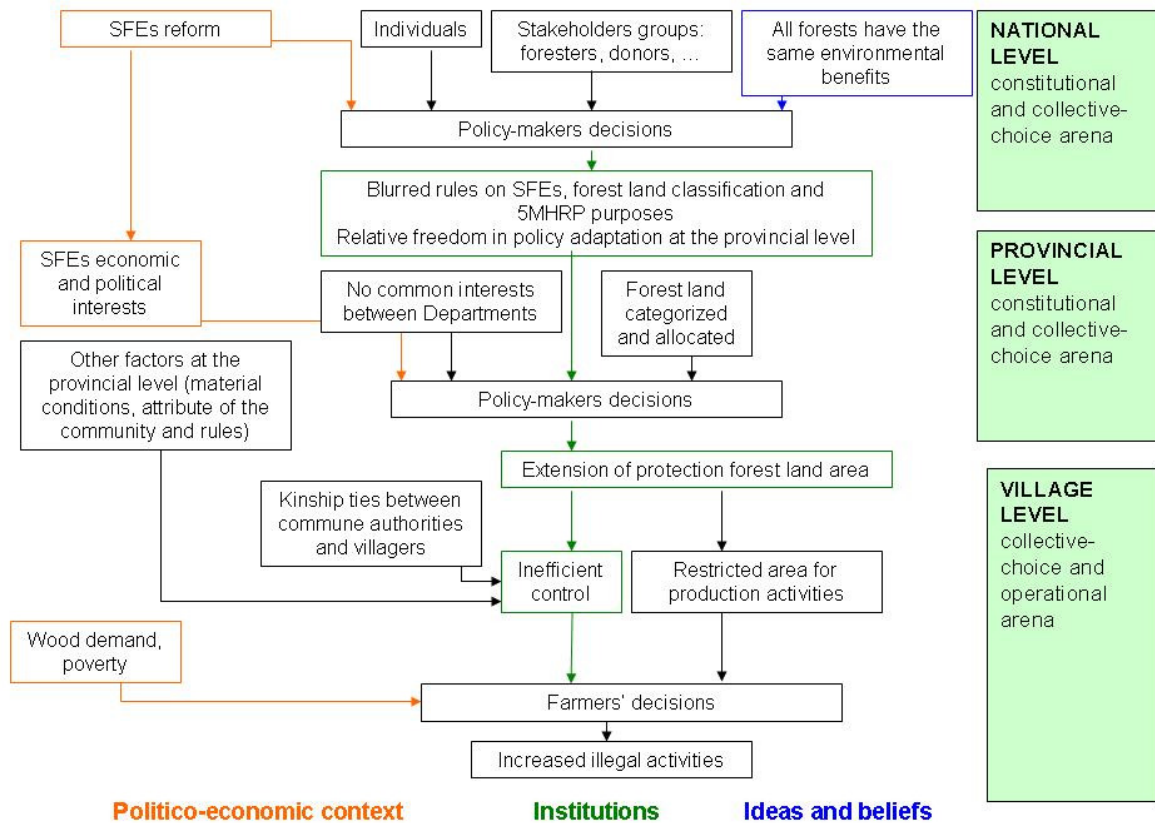 SFEs reform
Individuals
Stakeholders groups:
foresters, donors, ...
All forests have the
same environmental
benefits
NATIONAL
LEVEL
constitutional
and collective-
choice arena
Policy-makers decisions
Blurred rules on SFEs, forest land classification and
5MHRP purposes
Relative freedom in policy adaptation at the provincial level
SFEs economic
and political
interests
No common interests
between Departments
Forest land
categorized
and allocated
PROVINCIAL
LEVEL
constitutional
and collective-
choice arena
Other factors at the
provincial level (material
conditions, attribute of the
community and rules)
Policy-makers decisions
Extension of protection forest land area
Kinship ties between
commune authorities
and villagers
Inefficient
control
Restricted area for
production activities
VILLAGE
LEVEL
collective-
choice and
operational
arena
Wood demand,
poverty
Farmers' decisions
Increased illegal activities
Politico-economic context
Institutions
Ideas and beliefs